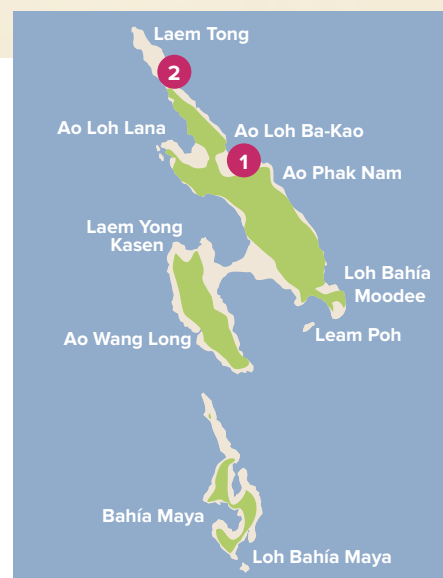 Laem Tong
2
Ao Loh Lana
Ao Loh Ba-Kao
1
Ao Phak Nam
Laem Yong
Kasen
Loh Bahía
Moodee
Ao Wang Long
Leam Poh
Bahía Maya
Loh Bahía Maya